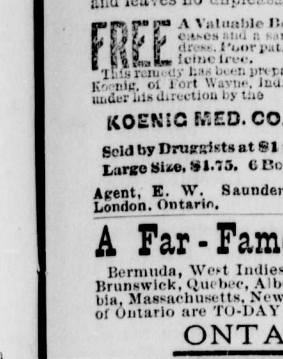 and leaves no
FREE
A Valuable
eases and a
dress. Poor pat
icine free.
This remedy has been prep
Koenig, of Fort Wayne, Ind
under his direction by the
KOENIG MED. CO
Sold by Druggists at $1
Large Size, $1.75. 6 Bo
Agent, E. W. Saunder
London. Ontario.
A Far-Fam
Bermuda, West Indies
Brunswick, Quebec, Alb
bia, Massachusetts, New
of Ontario are TO-DAY
ONTA